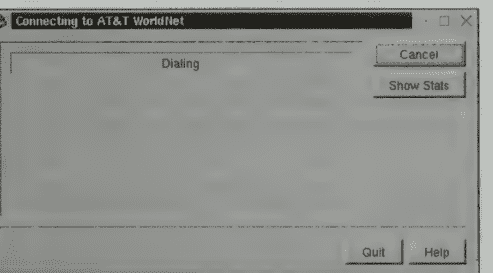 Connecting to AT&T WorldNet
Dialing
Cancel
Show Stats
Quit
Help